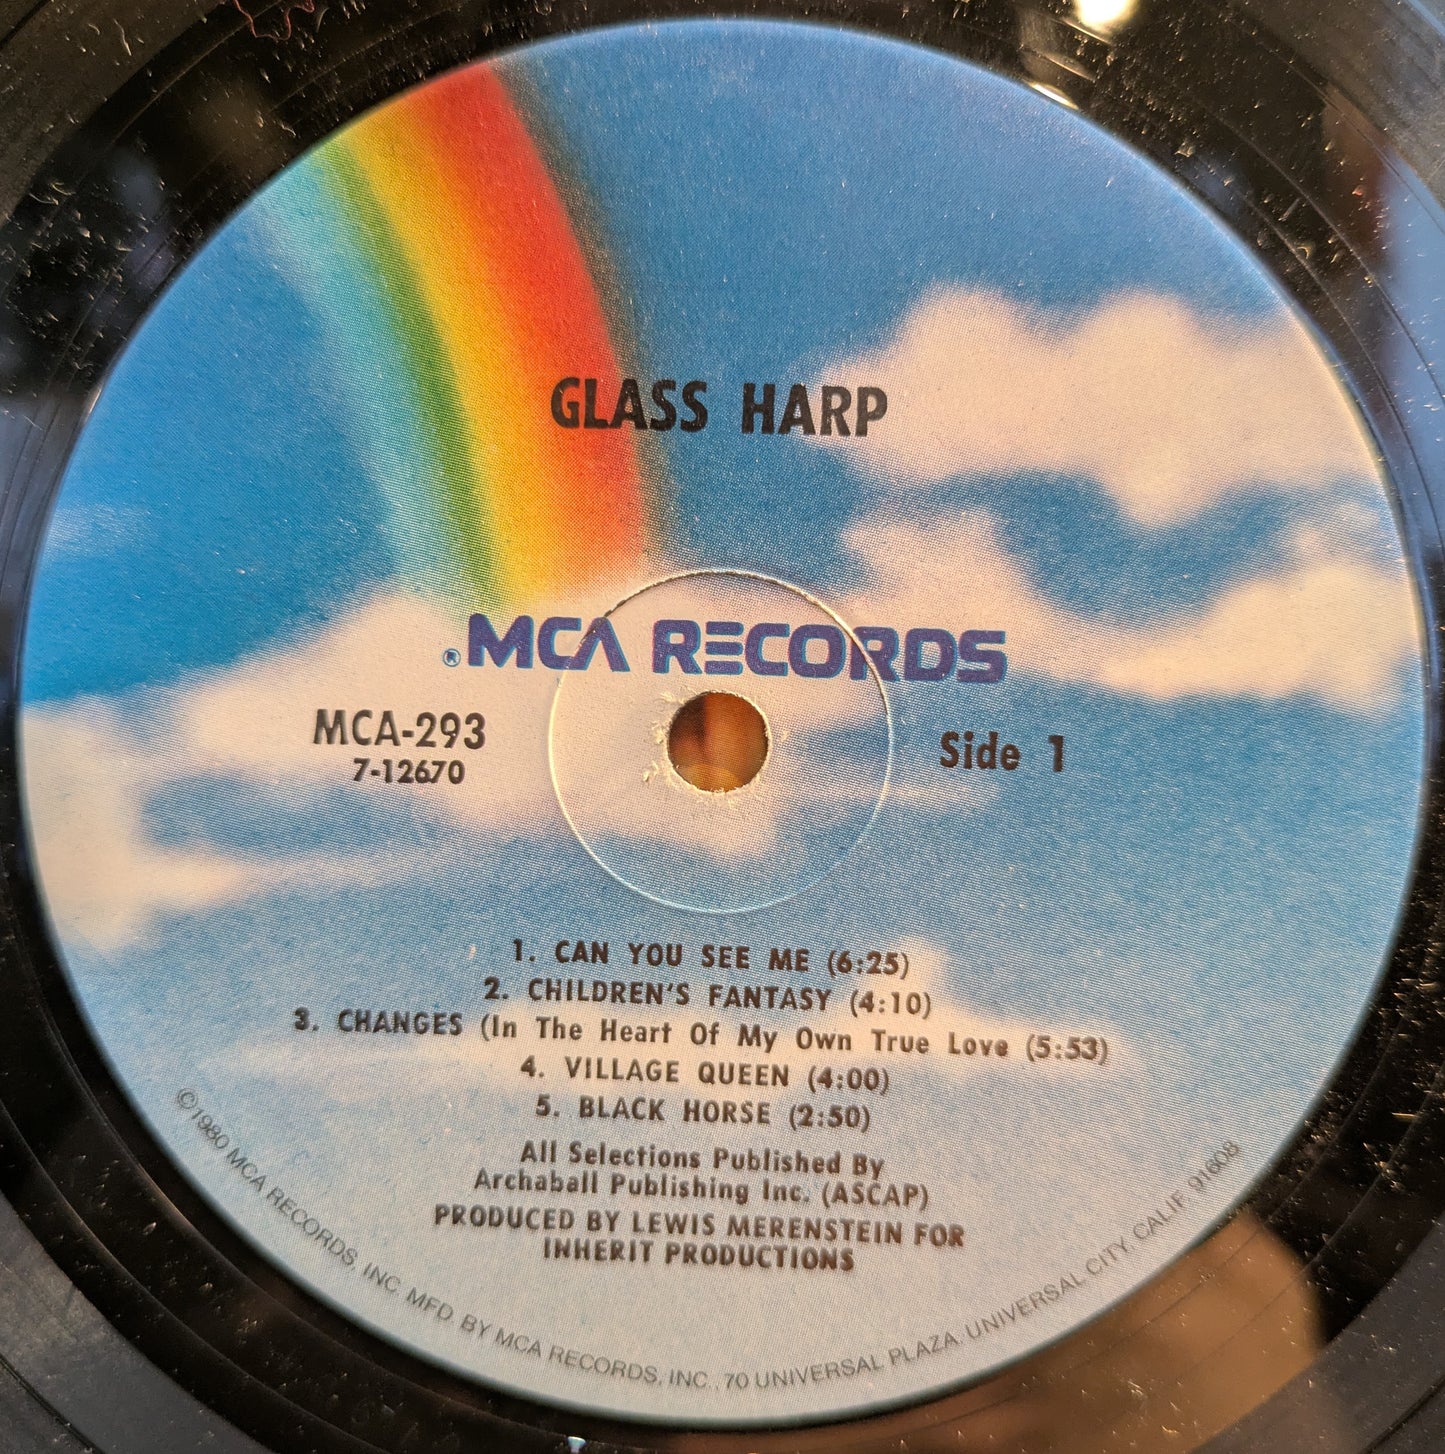 GLASS HARP
®MCA RECORDS
MCA-293
7-12670
Side 1
1. CAN YOU SEE ME (6:25)
2. CHILDREN'S FANTASY (4:10)
3. CHANGES (In The Heart Of My Own True Love (5:53)
4. VILLAGE QUEEN (4:00)
5. BLACK HORSE (2:50)
All Selections Published By
Archaball Publishing Inc. (ASCAP)
PRODUCED BY LEWIS MERENSTEIN FOR
INHERIT PRODUCTIONS
©1980 MCA RECORDS, INC. MFD. BY MCA RECORDS, INC., 70 UNIVERSAL PLAZA, UNIVERSAL CITY, CALIF. 91608